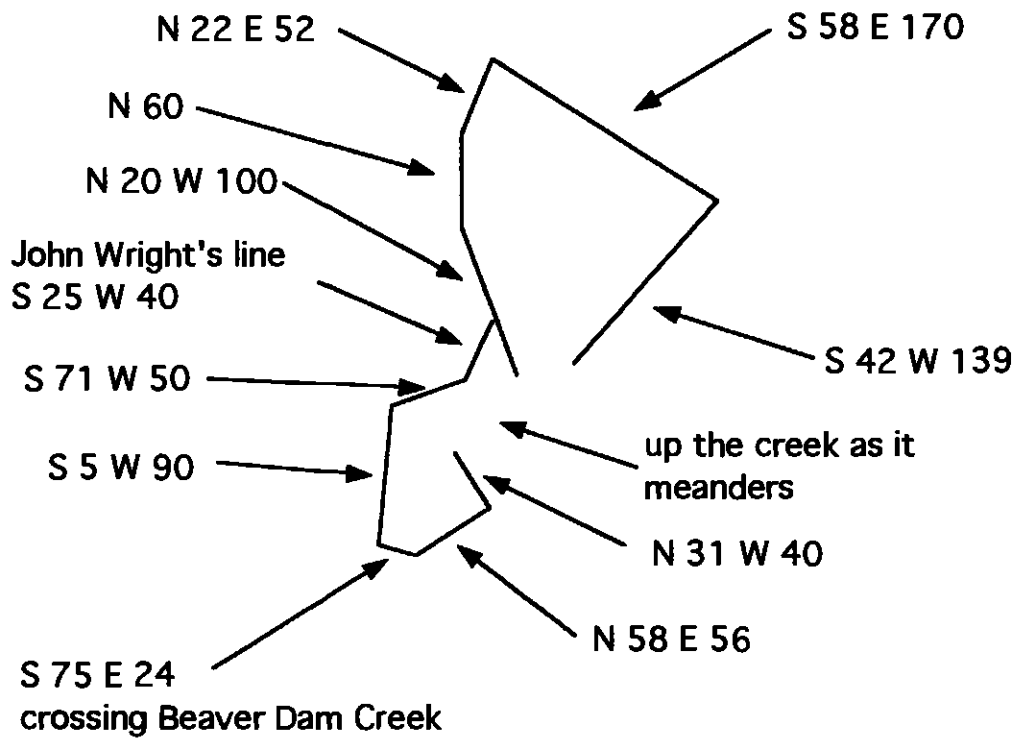 N 22 E 52
S 58 E 170
N 60
N 20 W 100
John Wright's line
S 25 W 40
S 42 W 139
S 71 W 50
up the creek as it
meanders
S 5 W 90
N 31 W 40
N 58 E 56
S 75 E 24
crossing Beaver Dam Creek